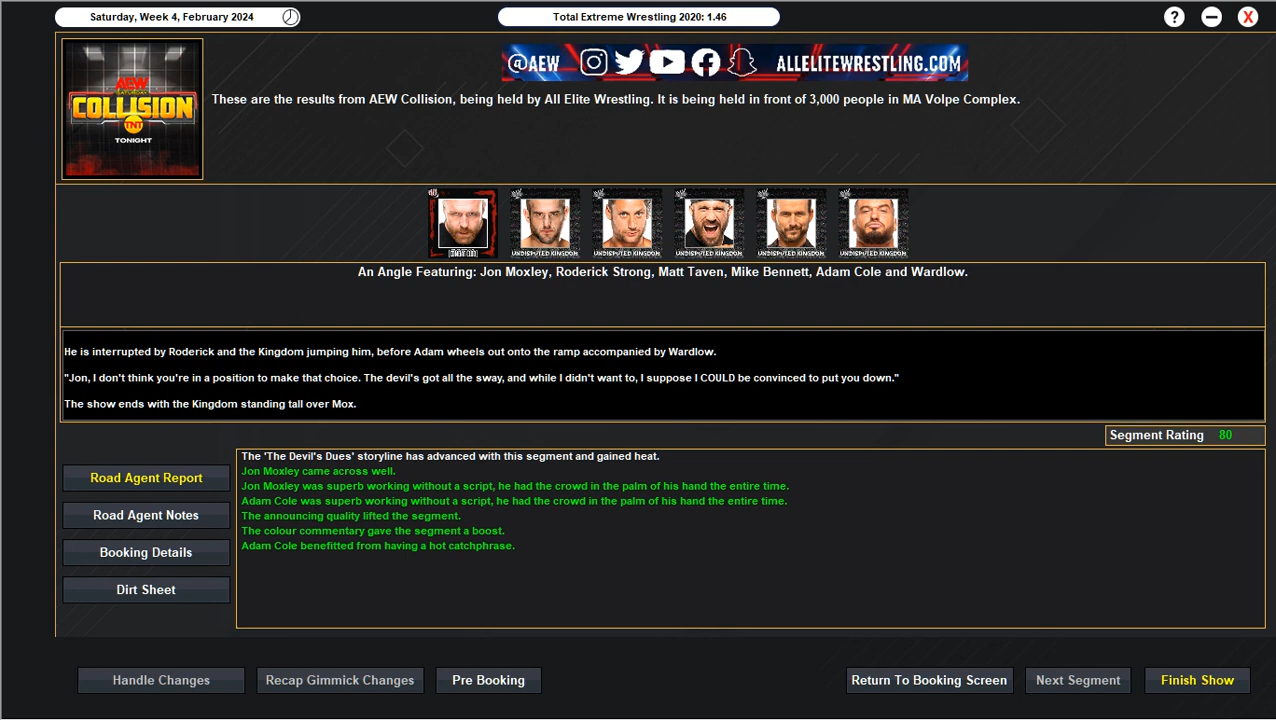 Saturday, Week 4, February 2024
Total Extreme Wrestling 2020: 1.46
?
X
AEW
SATURDAY
COLLISION
TNT
TONIGHT
@AEW
ALLELITEWRESTLING.COM
These are the results from AEW Collision, being held by All Elite Wrestling. It is being held in front of 3,000 people in MA Volpe Complex.
UNDISPUTED KINGDOM
UNDISPUTED KINGDOM
UNDISPUTED KINGDOM
UNDISPUTED KINGDOM
UNDISPUTED KINGDOM
An Angle Featuring: Jon Moxley, Roderick Strong, Matt Taven, Mike Bennett, Adam Cole and Wardlow.
He is interrupted by Roderick and the Kingdom jumping him, before Adam wheels out onto the ramp accompanied by Wardlow.
"Jon, I don't think you're in a position to make that choice. The devil's got all the sway, and while I didn't want to, I suppose I COULD be convinced to put you down."
The show ends with the Kingdom standing tall over Mox.
Segment Rating 80
The 'The Devil's Dues' storyline has advanced with this segment and gained heat.
Jon Moxley came across well.
Jon Moxley was superb working without a script, he had the crowd in the palm of his hand the entire time.
Adam Cole was superb working without a script, he had the crowd in the palm of his hand the entire time.
The announcing quality lifted the segment.
The colour commentary gave the segment a boost.
Adam Cole benefitted from having a hot catchphrase.
Road Agent Report
Road Agent Notes
Booking Details
Dirt Sheet
Handle Changes
Recap Gimmick Changes
Pre Booking
Return To Booking Screen
Next Segment
Finish Show